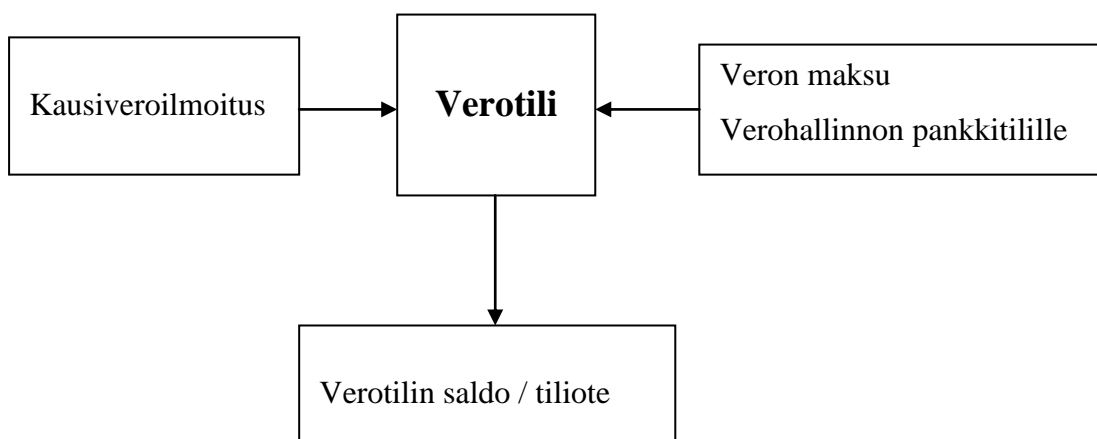 Kausiveroilmoitus
Verotili
Veron maksu
Verohallinnon pankkitilille
Verotilin saldo / tiliote